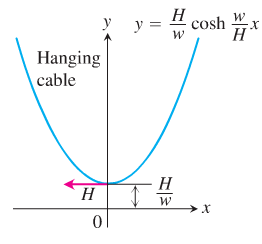 y
y = H/w cosh w/H x
Hanging
cable
H
H/w
x
0